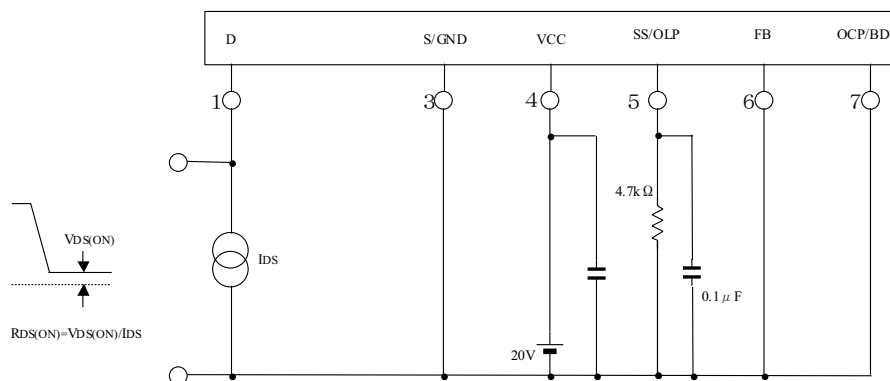 D S/GND VCC SS/OLP FB OCP/BD
1 3 4 5 6 7
4.7kΩ
VDS(ON)
IDS
0.1μF
RDS(ON)=VDS(ON)/IDS
20V